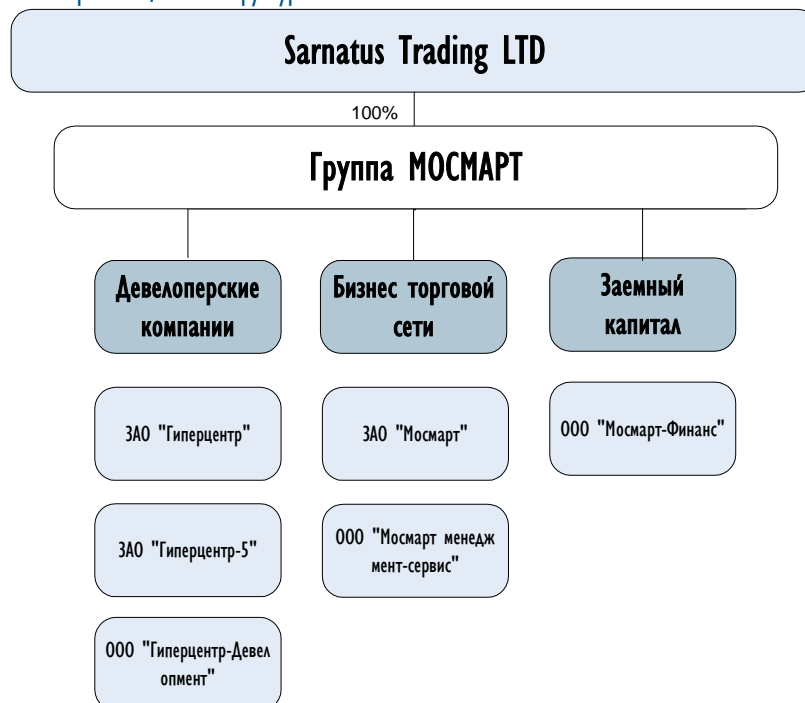 Sarnatus Trading LTD
100%
Группа МОСМАРТ
Девелоперские
компании
Бизнес торговой
сети
Заемный
капитал
ЗАО "Гиперцентр"
ЗАО "Мосмарт"
ООО "Мосмарт-Финанс"
ЗАО "Гиперцентр-5"
ООО "Мосмарт менедж
мент-сервис"
ООО "Гиперцентр-Девел
опмент"